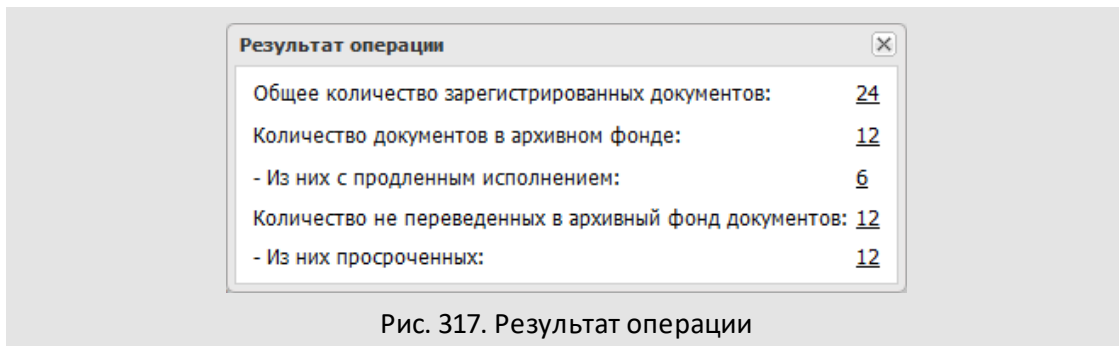 Результат операции
Общее количество зарегистрированных документов: 24
Количество документов в архивном фонде: 12
- Из них с продленным исполнением: 6
Количество не переведенных в архивный фонд документов: 12
- Из них просроченных: 12
Рис. 317. Результат операции